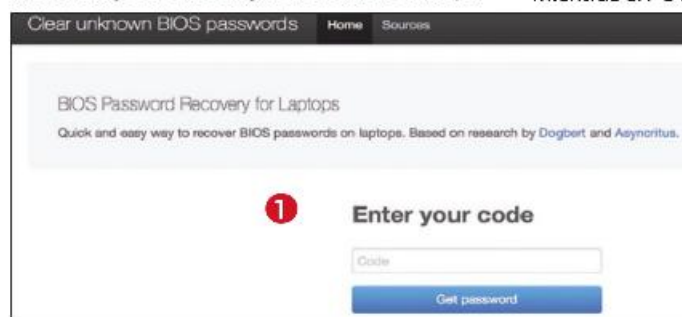 Clear unknown BIOS passwords Home Sources
BIOS Password Recovery for Laptops
Quick and easy way to recover BIOS passwords on laptops. Based on research by Dogbert and Asyncritus.
1
Enter your code
Code
Get password